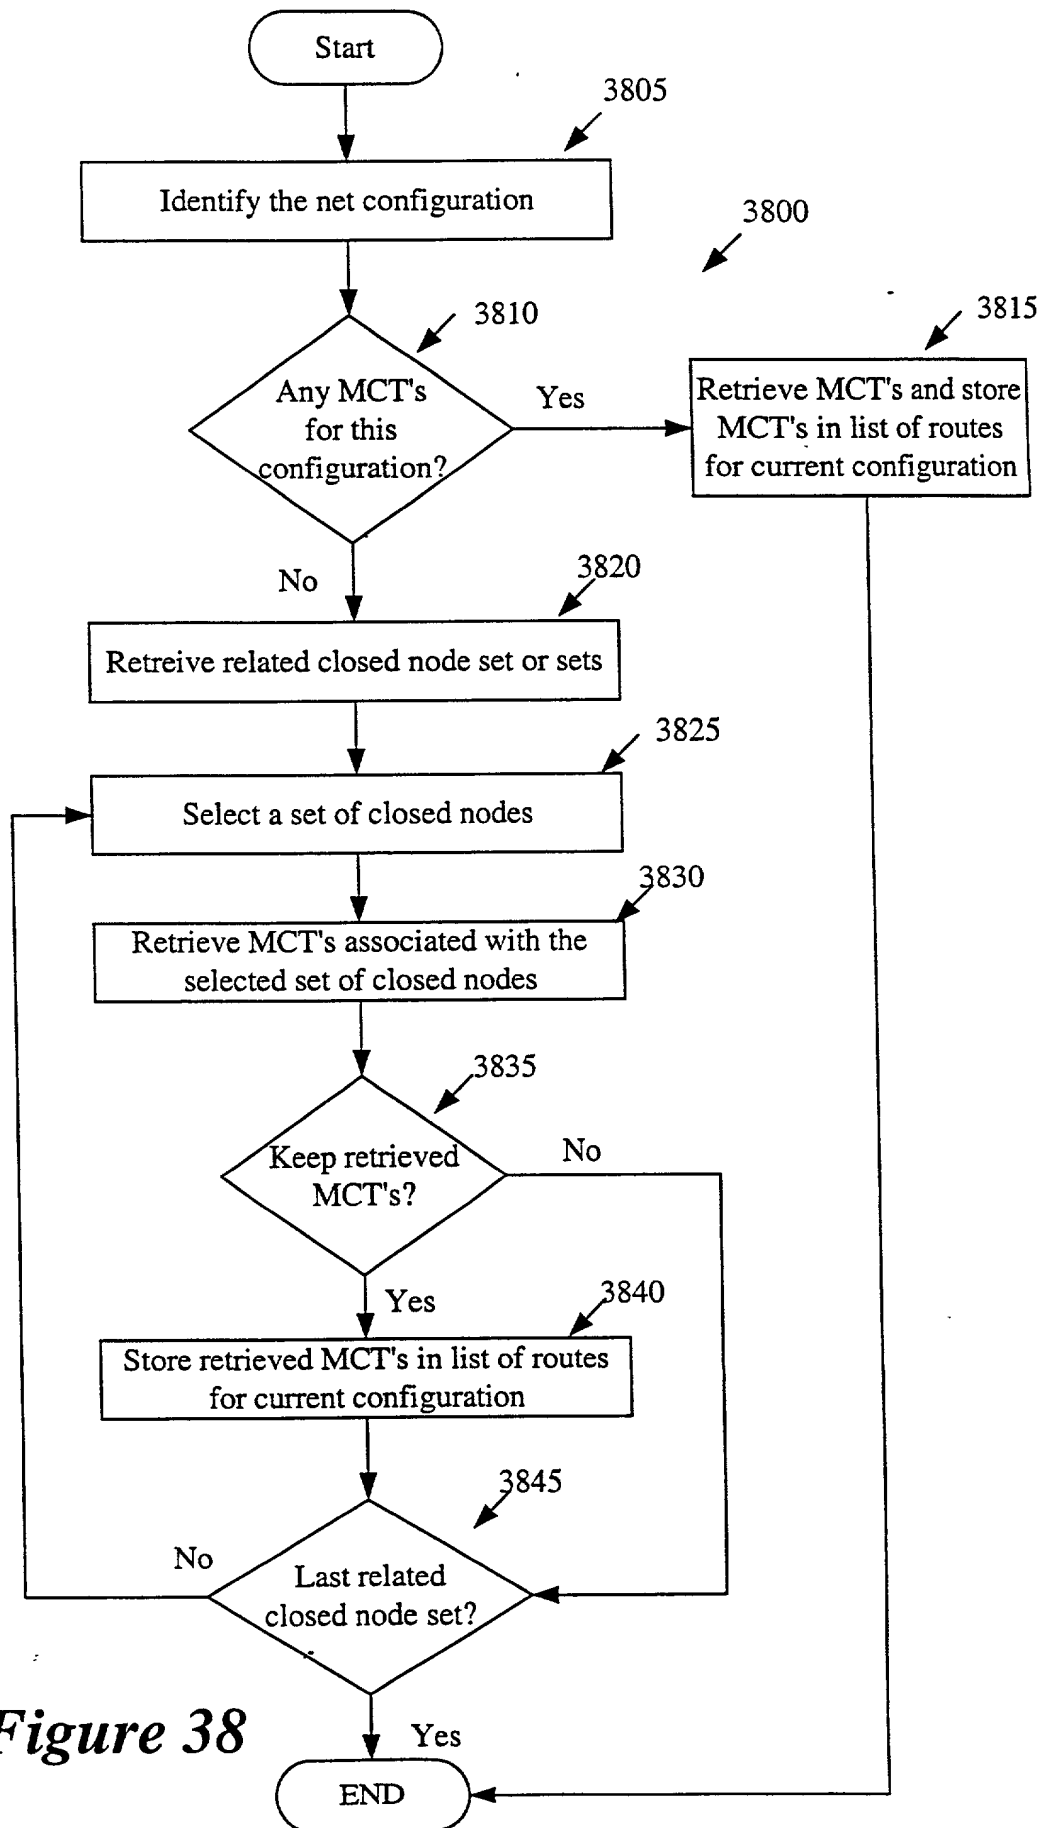 Start
3805
Identify the net configuration
3800
3810
3815
Any MCT's
for this
configuration?
Yes
Retrieve MCT's and store
MCT's in list of routes
for current configuration
No
3820
Retreive related closed node set or sets
3825
Select a set of closed nodes
3830
Retrieve MCT's associated with the
selected set of closed nodes
3835
Keep retrieved
MCT's?
No
Yes
3840
Store retrieved MCT's in list of routes
for current configuration
3845
No
Last related
closed node set?
Figure 38
Yes
END